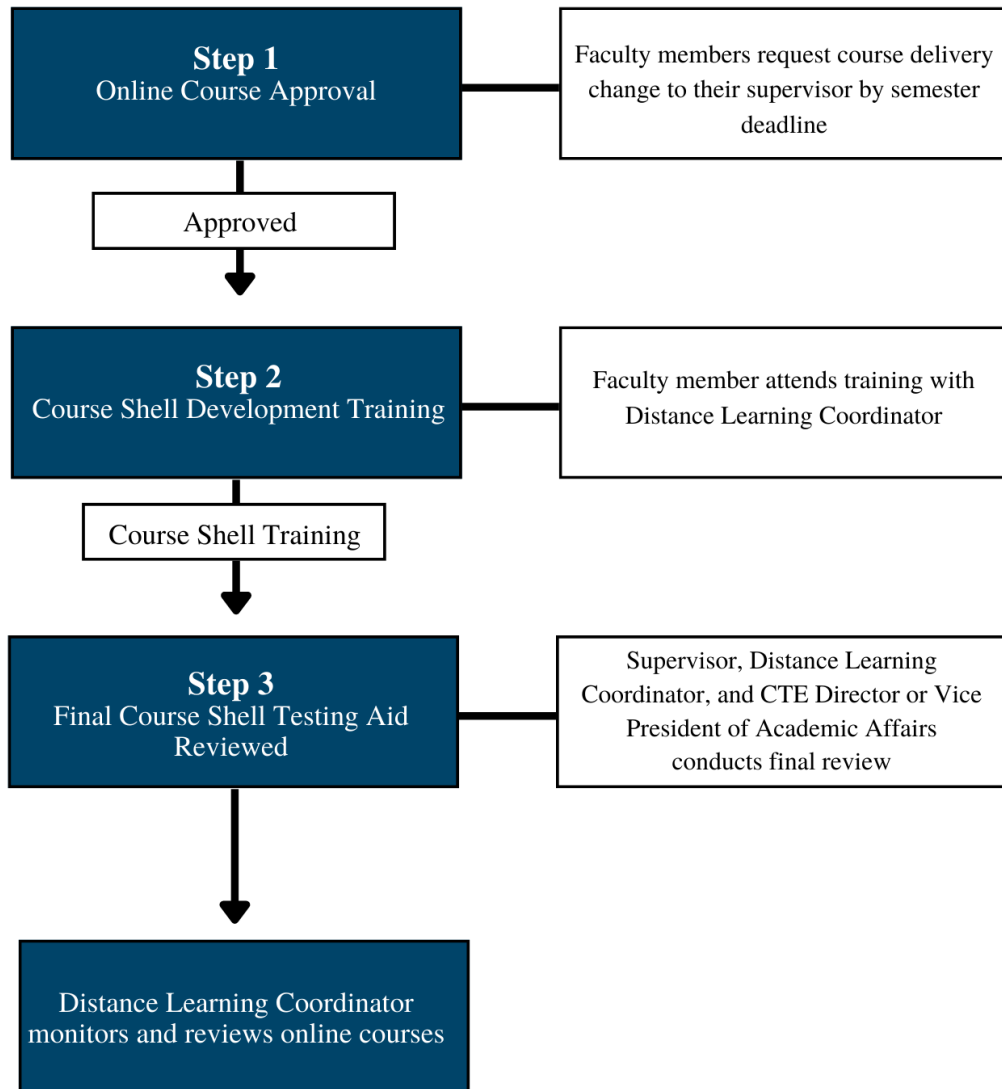 Step 1
Online Course Approval
Faculty members request course delivery
change to their supervisor by semester
deadline
Approved
Step 2
Course Shell Development Training
Faculty member attends training with
Distance Learning Coordinator
Course Shell Training
Step 3
Final Course Shell Testing Aid
Reviewed
Supervisor, Distance Learning
Coordinator, and CTE Director or Vice
President of Academic Affairs
conducts final review
Distance Learning Coordinator
monitors and reviews online courses